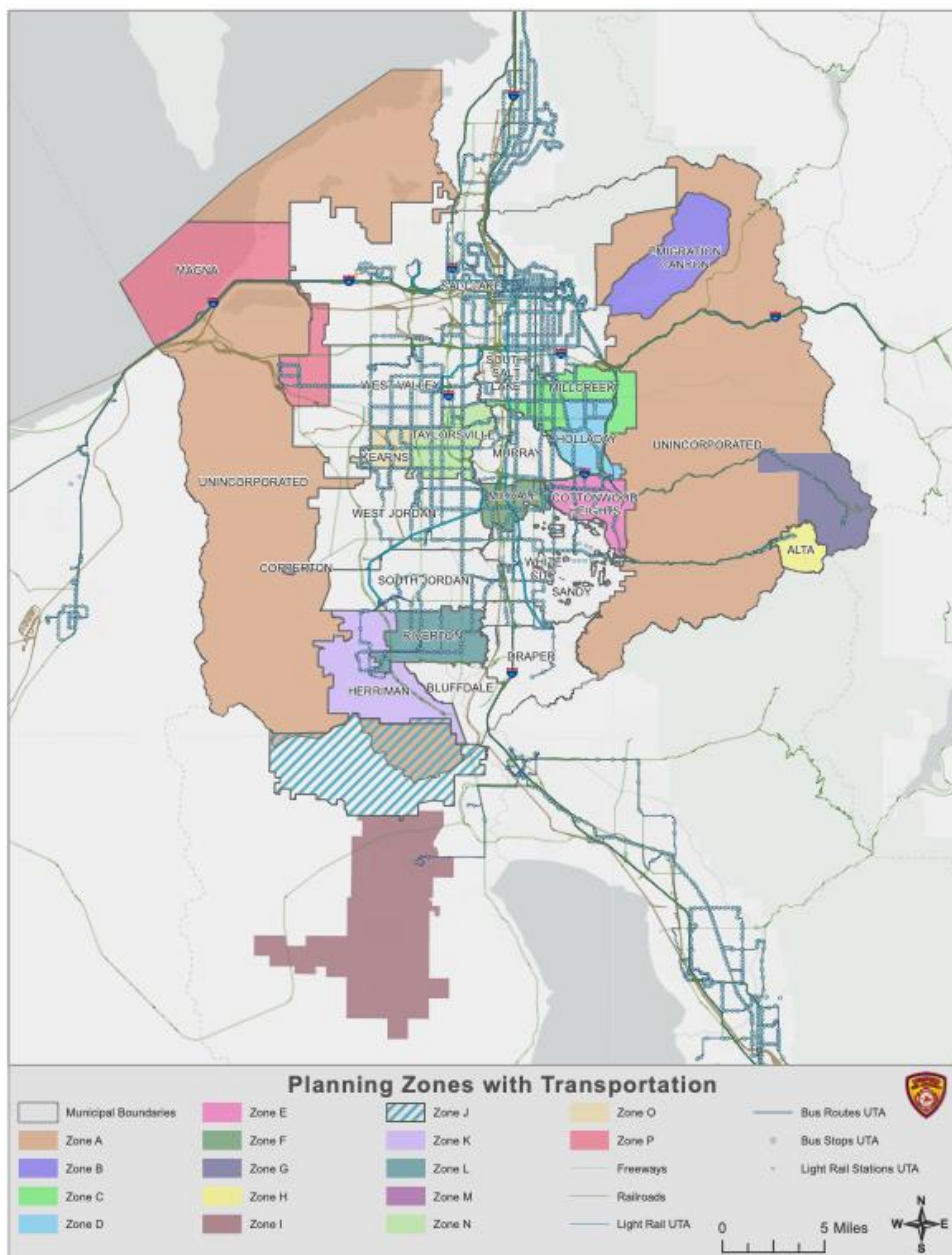 MAGNA
EMIGRATION
CANYON
SALT LAKE
SOUTH
SALT
LAKE
MILLCREEK
WEST VALLEY
TAYLORSVILLE
HOLLADAY
UNINCORPORATED
KEARNS
MURRAY
UNINCORPORATED
MIDVALE
COTTONWOOD
HEIGHTS
WEST JORDAN
ALTA
COPPERTON
WHITE
SOUTH JORDAN
SANDY
RIVERTON
DRAPER
HERRIMAN
BLUFFDALE
Planning Zones with Transportation
Municipal Boundaries
Zone A
Zone B
Zone C
Zone D
Zone E
Zone F
Zone G
Zone H
Zone I
Zone J
Zone K
Zone L
Zone M
Zone N
Zone O
Zone P
Freeways
Railroads
Light Rail UTA
Bus Routes UTA
Bus Stops UTA
Light Rail Stations UTA
0 5 Miles
N
W E
S